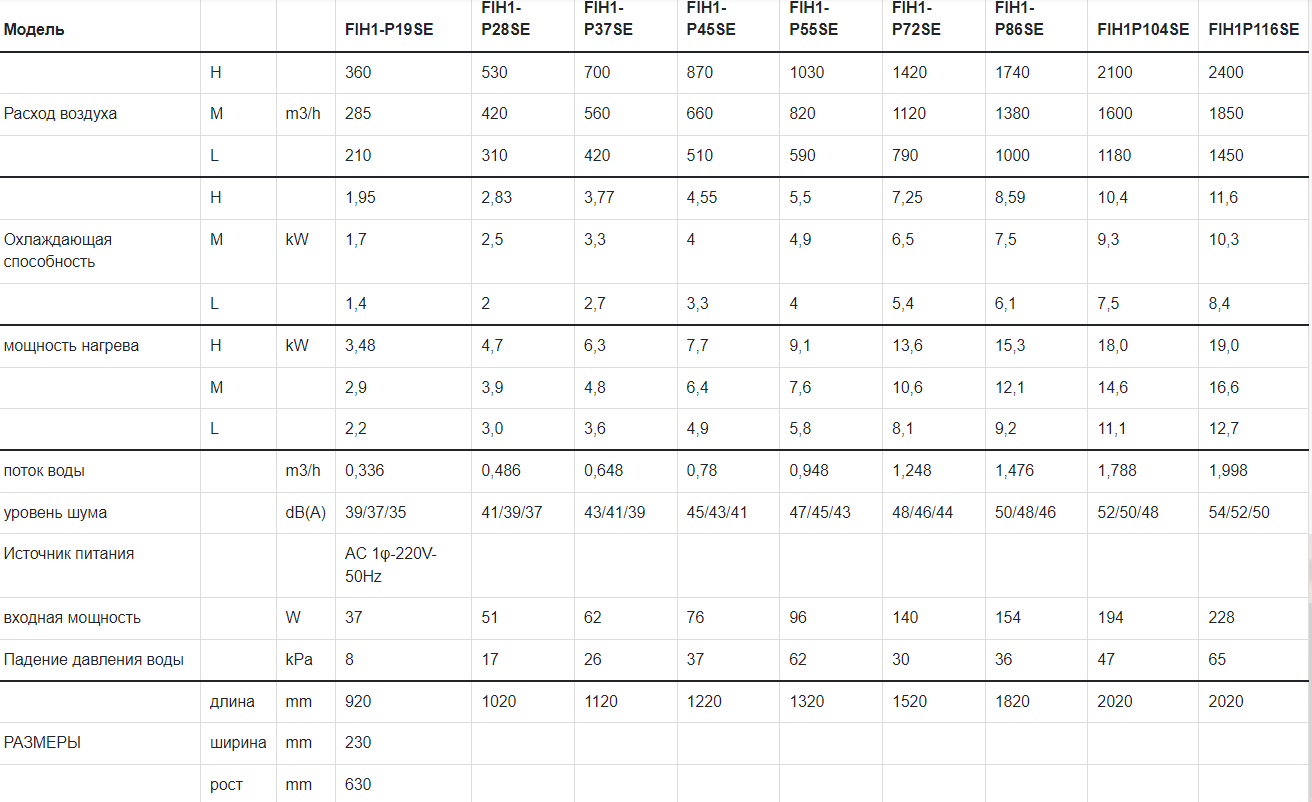 Модель FIH1-P19SE FIH1-P28SE FIH1-P37SE FIH1-P45SE FIH1-P55SE FIH1-P72SE FIH1-P86SE FIH1P104SE FIH1P116SE
H 360 530 700 870 1030 1420 1740 2100 2400
Расход воздуха M m3/h 285 420 560 660 820 1120 1380 1600 1850
L 210 310 420 510 590 790 1000 1180 1450
H 1,95 2,83 3,77 4,55 5,5 7,25 8,59 10,4 11,6
Охлаждающая способность M kW 1,7 2,5 3,3 4 4,9 6,5 7,5 9,3 10,3
L 1,4 2 2,7 3,3 4 5,4 6,1 7,5 8,4
мощность нагрева H kW 3,48 4,7 6,3 7,7 9,1 13,6 15,3 18,0 19,0
M 2,9 3,9 4,8 6,4 7,6 10,6 12,1 14,6 16,6
L 2,2 3,0 3,6 4,9 5,8 8,1 9,2 11,1 12,7
поток воды m3/h 0,336 0,486 0,648 0,78 0,948 1,248 1,476 1,788 1,998
уровень шума dB(A) 39/37/35 41/39/37 43/41/39 45/43/41 47/45/43 48/46/44 50/48/46 52/50/48 54/52/50
Источник питания AC 1φ-220V-50Hz
входная мощность W 37 51 62 76 96 140 154 194 228
Падение давления воды kPa 8 17 26 37 62 30 36 47 65
длина mm 920 1020 1120 1220 1320 1520 1820 2020 2020
РАЗМЕРЫ ширина mm 230
рост mm 630